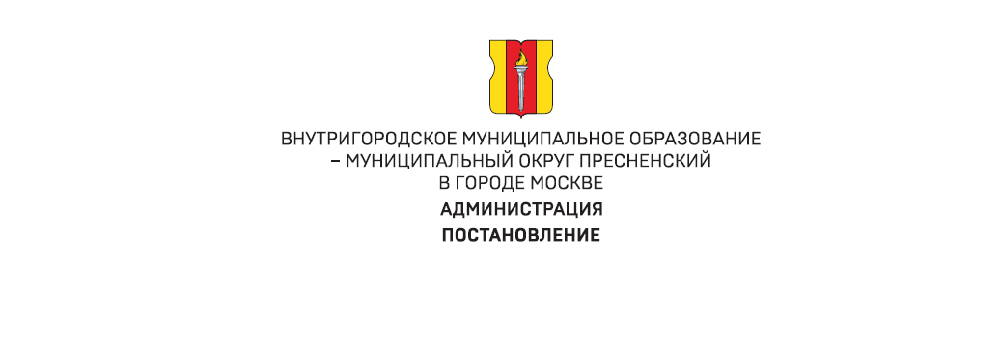 ВНУТРИГОРОДСКОЕ МУНИЦИПАЛЬНОЕ ОБРАЗОВАНИЕ
– МУНИЦИПАЛЬНЫЙ ОКРУГ ПРЕСНЕНСКИЙ
В ГОРОДЕ МОСКВЕ
АДМИНИСТРАЦИЯ
ПОСТАНОВЛЕНИЕ